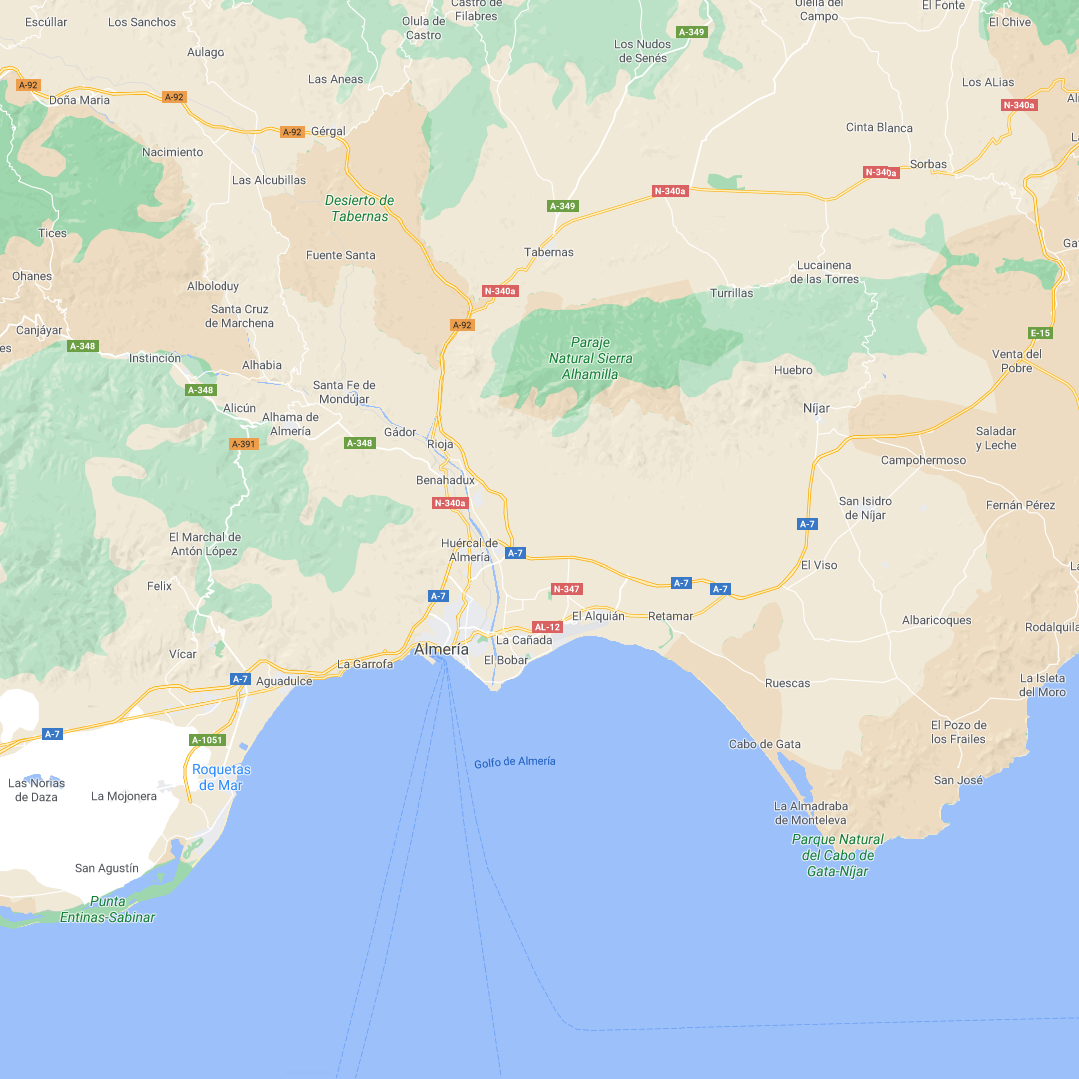 Escúllar
Los Sanchos
Olula de
Castro
Castro de
Filabres
A-349
Uleila del
Campo
El Fonte
El Chive
Aulago
Los Nudos
de Senés
Las Aneas
Los ALias
A-92
Doña Maria
A-92
N-340a
Al
A-92
Gérgal
Cinta Blanca
L
Nacimiento
Sorbas
N-340a
Las Alcubillas
N-340a
Desierto de
Tabernas
A-349
Tices
Tabernas
Ga
Fuente Santa
Lucainena
de las Torres
Ohanes
Alboloduy
N-340a
Turrillas
Santa Cruz
de Marchena
Canjáyar
A-92
E-15
es
A-348
Paraje
Natural Sierra
Alhamilla
Instinción
Alhabia
Venta del
Pobre
Huebro
A-348
Santa Fe de
Mondújar
Alicún
Níjar
Alhama de
Almería
A-391
A-348
Gádor
Rioja
Saladar
y Leche
Campohermoso
Benahadux
N-340a
San Isidro
de Níjar
Fernán Pérez
A-7
El Marchal de
Antón López
Huércal de
Almería
A-7
El Viso
L
Felix
A-7
N-347
A-7
A-7
El Alquián
Retamar
AL-12
Albaricoques
Rodalquila
La Cañada
Almería
Vícar
La Garrofa
El Bobar
A-7
Aguadulce
Ruescas
La Isleta
del Moro
A-7
A-1051
Cabo de Gata
El Pozo de
los Frailes
Golfo de Almería
Roquetas
de Mar
Las Norias
de Daza
La Mojonera
San José
La Almadraba
de Monteleva
Parque Natural
del Cabo de
Gata-Níjar
San Agustín
Punta
Entinas-Sabinar